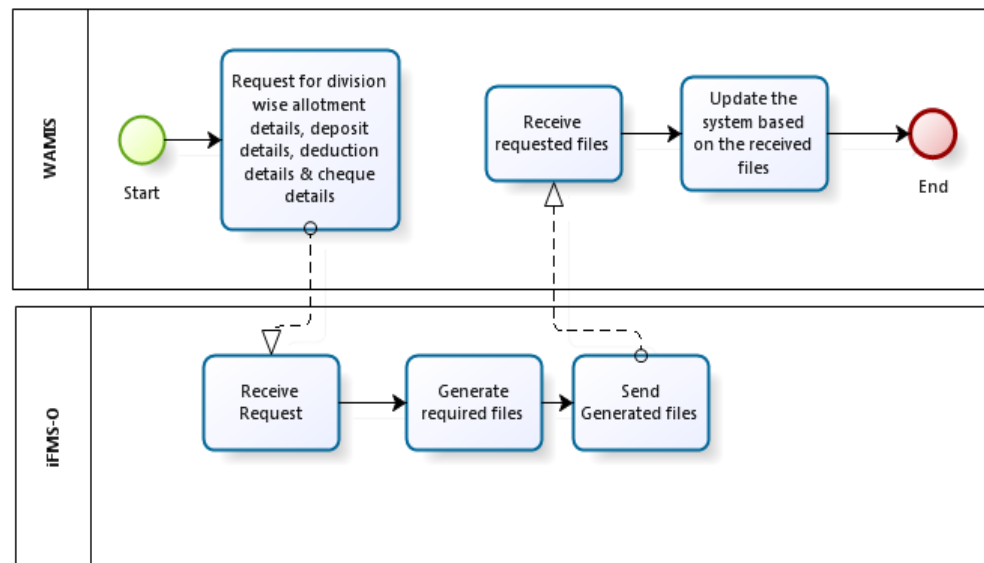 WAMIS
Start
Request for division
wise allotment
details, deposit
details, deduction
details & cheque
details
Receive
requested files
Update the
system based
on the received
files
End
iFMS-O
Receive
Request
Generate
required files
Send
Generated files